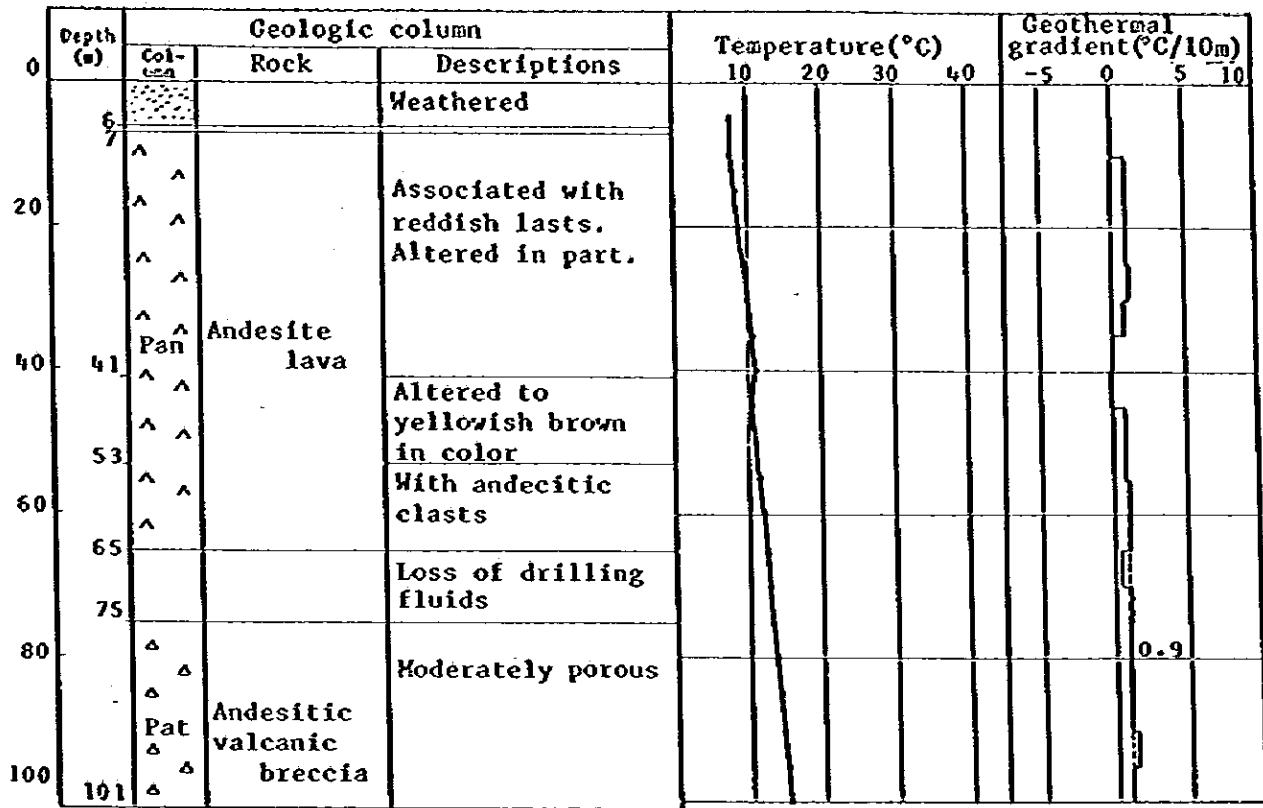 Depth (m)
Geologic column
Col-
umn
Rock
Descriptions
Temperature(°C)
10 20 30 40
Geothermal
gradient(°C/10m)
-5 0 5 10
0
Weathered
6
7
Associated with
reddish lasts.
Altered in part.
20
Pan
Andesite
lava
40
41
Altered to
yellowish brown
in color
53
With andecitic
clasts
60
65
Loss of drilling
fluids
75
80
Moderately porous
0.9
Pat
Andesitic
valcanic
breccia
100
101